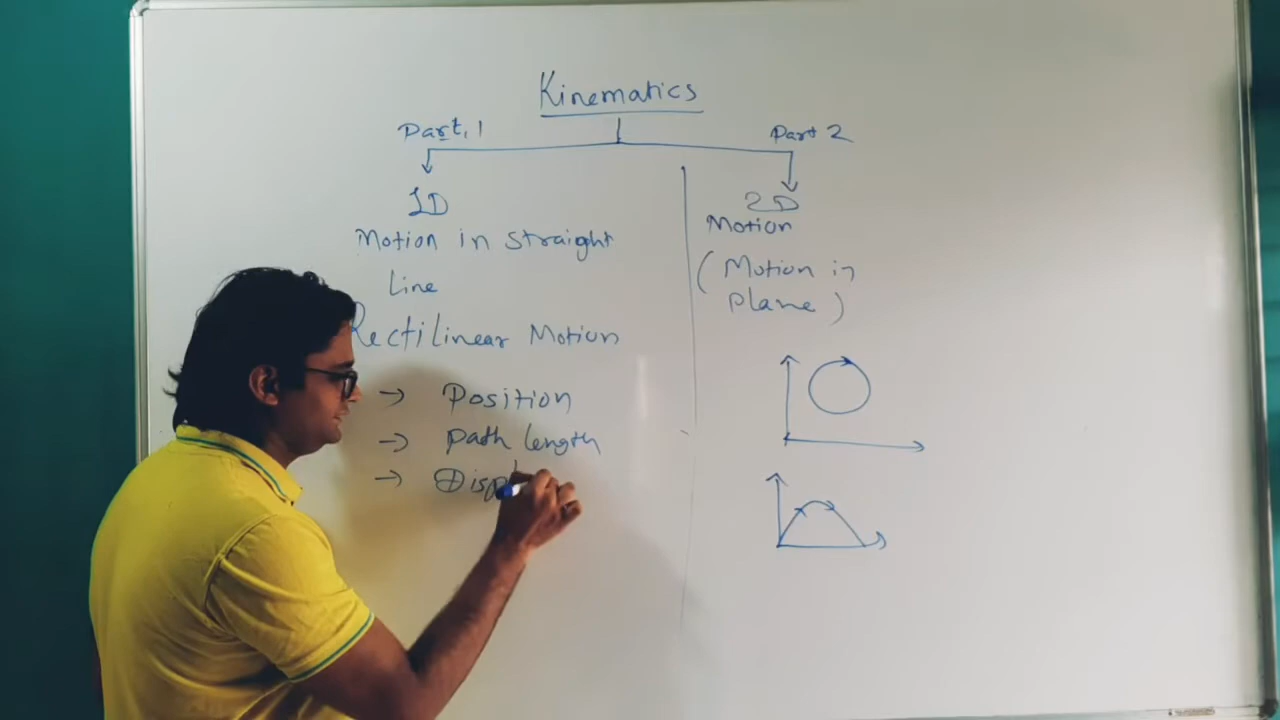 Kinematics
Part 1
Part 2
1D
Motion in straight
Line
Rectilinear Motion
→ Position
→ Path length
→ Disp
2D
Motion
(Motion in
plane)